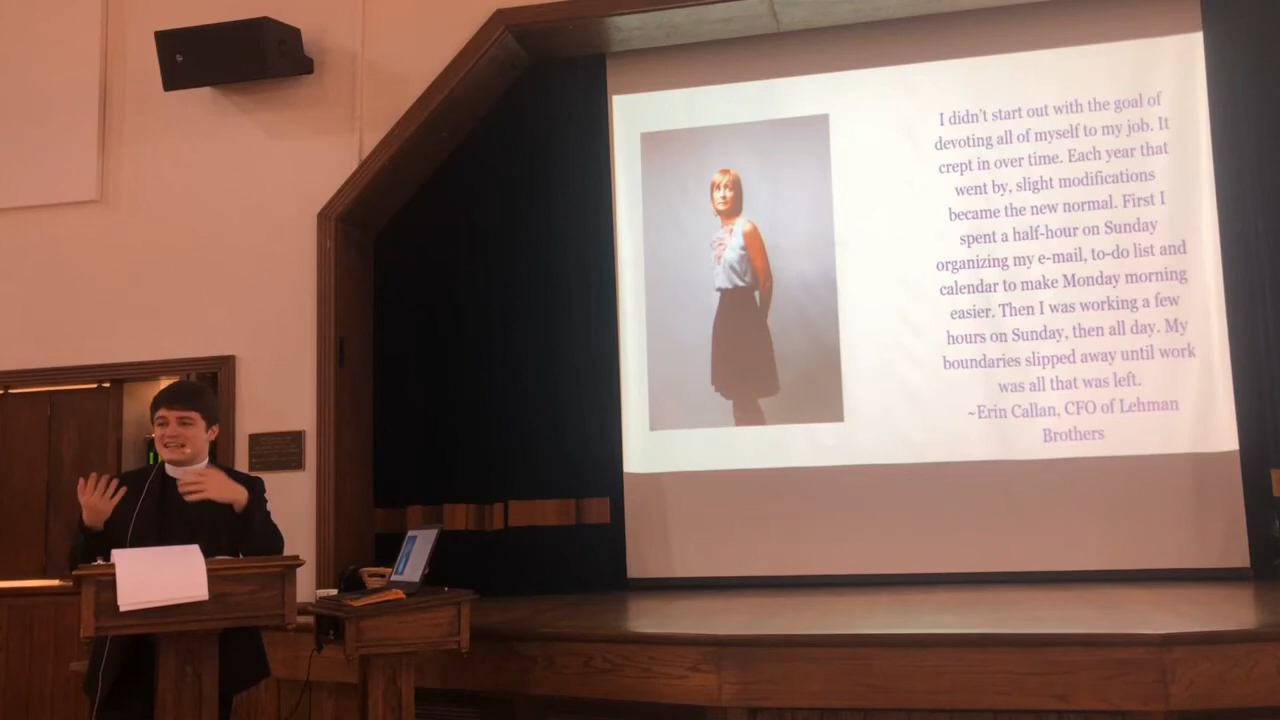 I didn't start out with the goal of
devoting all of myself to my job. It
crept in over time. Each year that
went by, slight modifications
became the new normal. First I
spent a half-hour on Sunday
organizing my e-mail, to-do list and
calendar to make Monday morning
easier. Then I was working a few
hours on Sunday, then all day. My
boundaries slipped away until work
was all that was left.
~Erin Callan, CFO of Lehman
Brothers